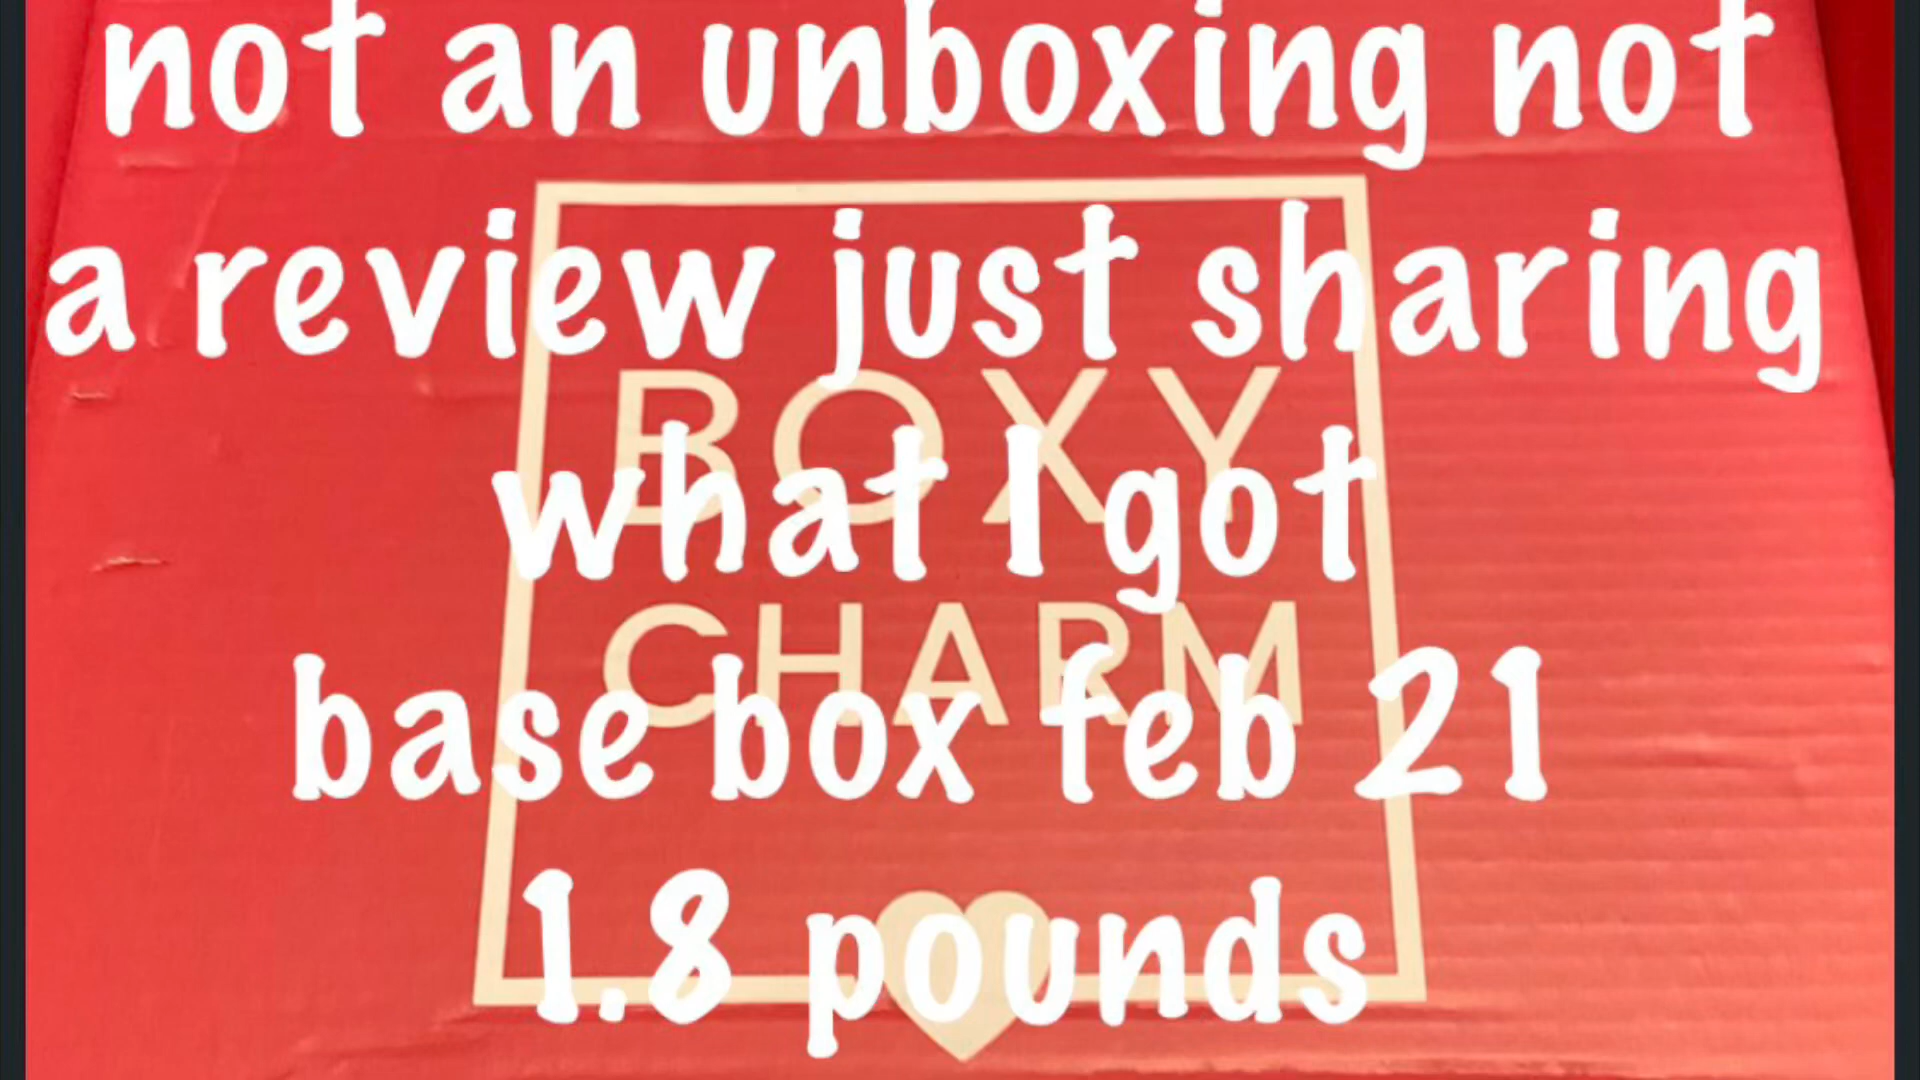 not an unboxing not
a review just sharing
BOXY
what I got
CHARM
base box feb 21
1.8 pounds